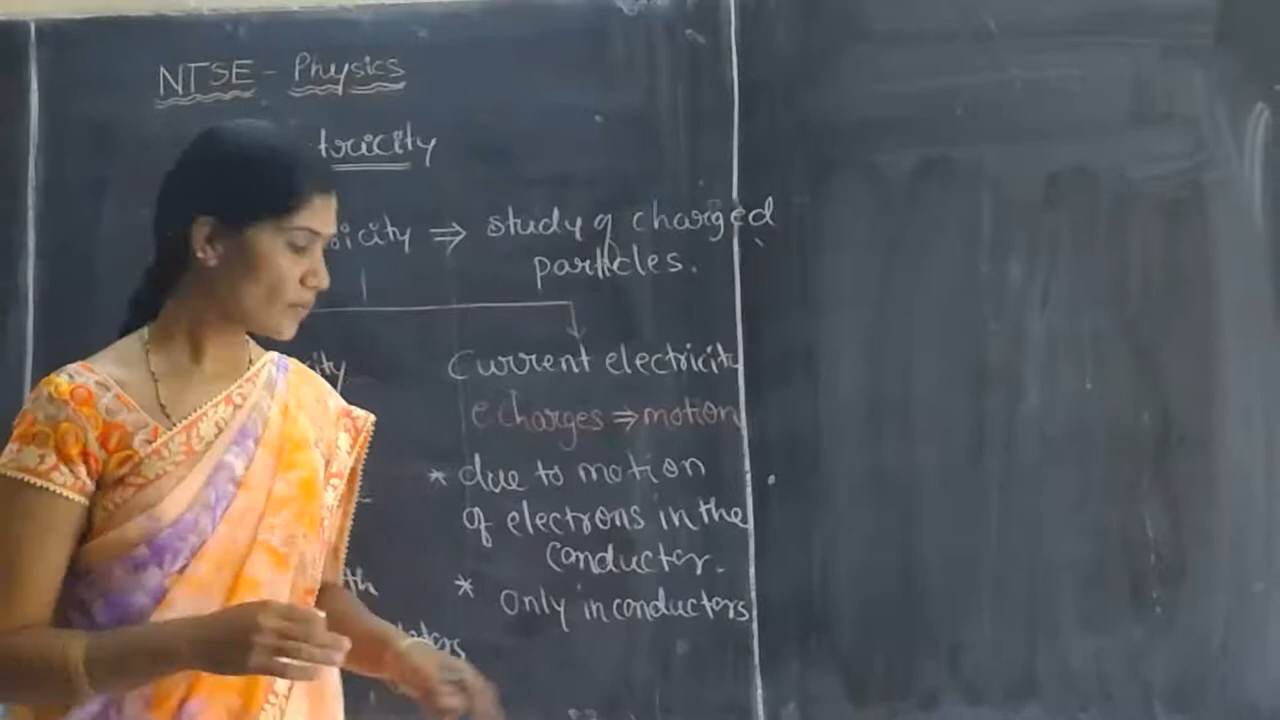 NTSE - Physics
tricity
icity ⇒ study of charged
particles.
city Current electricity
charges ⇒ motion
* due to motion
of electrons in the
conductor.
* Only in conductors